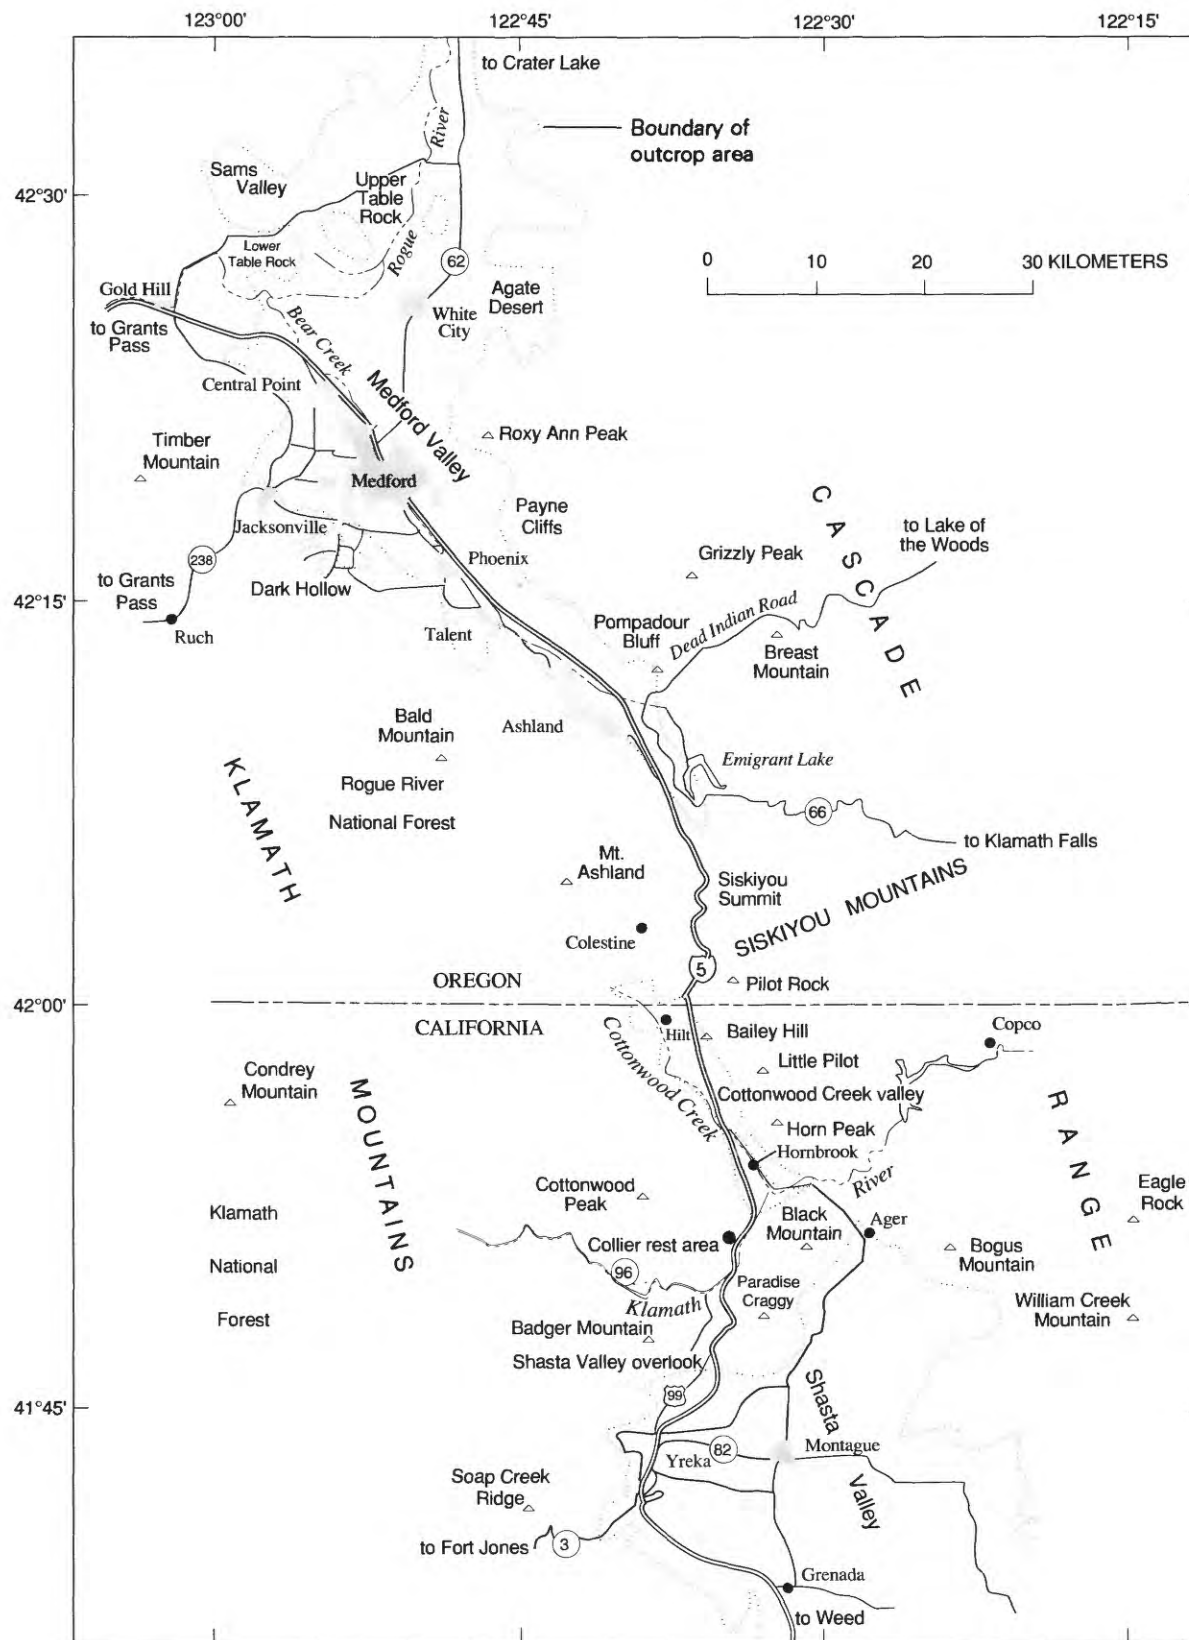 123°00'
122°45'
122°30'
122°15'
to Crater Lake
River
Boundary of
outcrop area
Sams
Valley
Upper
Table
Rock
42°30'
Lower
Table Rock
Rogue
62
0 10 20 30 KILOMETERS
Gold Hill
Agate
Desert
White
City
to Grants
Pass
Bear Creek
Central Point
Medford Valley
Roxy Ann Peak
Timber
Mountain
Medford
CASCADE
Payne
Cliffs
Jacksonville
to Lake of
the Woods
238
Phoenix
Grizzly Peak
to Grants
Pass
Dark Hollow
42°15'
Dead Indian Road
Pompadour
Bluff
Ruch
Talent
Breast
Mountain
Bald
Mountain
Ashland
KLAMATH
Emigrant Lake
Rogue River
National Forest
66
to Klamath Falls
Mt.
Ashland
Siskiyou
Summit
SISKIYOU MOUNTAINS
Colestine
5
OREGON
Pilot Rock
42°00'
CALIFORNIA
Hilt
Bailey Hill
Copco
Cottonwood Creek
Little Pilot
Condrey
Mountain
Cottonwood Creek valley
MOUNTAINS
RANGE
Horn Peak
Hornbrook
River
Cottonwood
Peak
Eagle
Rock
Klamath
National
Forest
Black
Mountain
Ager
Collier rest area
Bogus
Mountain
96
Klamath
Paradise
Craggy
William Creek
Mountain
Badger Mountain
Shasta Valley overlook
99
Shasta
Valley
41°45'
82
Yreka
Montague
Soap Creek
Ridge
to Fort Jones
3
Grenada
to Weed